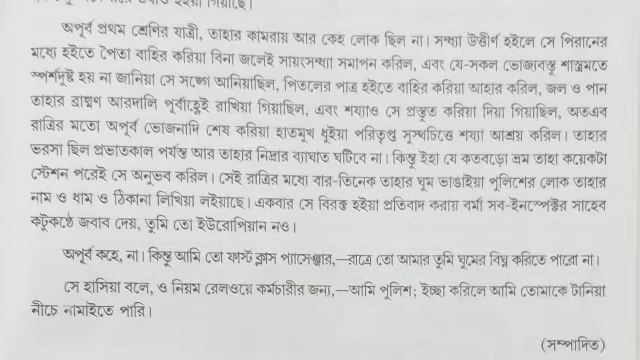 অপূর্ব প্রথম শ্রেণির যাত্রী, তাহার কামরায় আর কেহ লোক ছিল না। সন্ধ্যা উত্তীর্ণ হইলে সে পিরানের
মধ্যে হইতে পৈতা বাহির করিয়া বিনা জলেই সায়ংসন্ধ্যা সমাপন করিল, এবং যে-সকল ভোজ্যবস্তু শাস্ত্রমতে
স্পর্শদুষ্ট হয় না জানিয়া সে সঙ্গে আনিয়াছিল, পিতলের পাত্র হইতে বাহির করিয়া আহার করিল, জল ও পান
তাহার ব্রাহ্মণ আরদালি পূর্বাহ্ণেই রাখিয়া গিয়াছিল, এবং শয্যাও সে প্রস্তুত করিয়া দিয়া গিয়াছিল, অতএব
রাত্রির মতো অপূর্ব ভোজনাদি শেষ করিয়া হাতমুখ ধুইয়া পরিতৃপ্ত সুস্থচিত্তে শয্যা আশ্রয় করিল। তাহার
ভরসা ছিল প্রভাতকাল পর্যন্ত আর তাহার নিদ্রার ব্যাঘাত ঘটিবে না। কিন্তু ইহা যে কতবড়ো ভ্রম তাহা কয়েকটা
স্টেশন পরেই সে অনুভব করিল। সেই রাত্রির মধ্যে বার-তিনেক তাহার ঘুম ভাঙাইয়া পুলিশের লোক তাহার
নাম ও ধাম ও ঠিকানা লিখিয়া লইয়াছে। একবার সে বিরক্ত হইয়া প্রতিবাদ করায় বর্মা সব-ইনস্পেক্টর সাহেব
কটুকণ্ঠে জবাব দেয়, তুমি তো ইউরোপিয়ান নও।
অপূর্ব কহে, না। কিন্তু আমি তো ফার্স্ট ক্লাস প্যাসেঞ্জার,—রাত্রে তো আমার তুমি ঘুমের বিঘ্ন করিতে পারো না।
সে হাসিয়া বলে, ও নিয়ম রেলওয়ে কর্মচারীর জন্য,—আমি পুলিশ; ইচ্ছা করিলে আমি তোমাকে টানিয়া
নীচে নামাইতে পারি।
(সম্পাদিত)